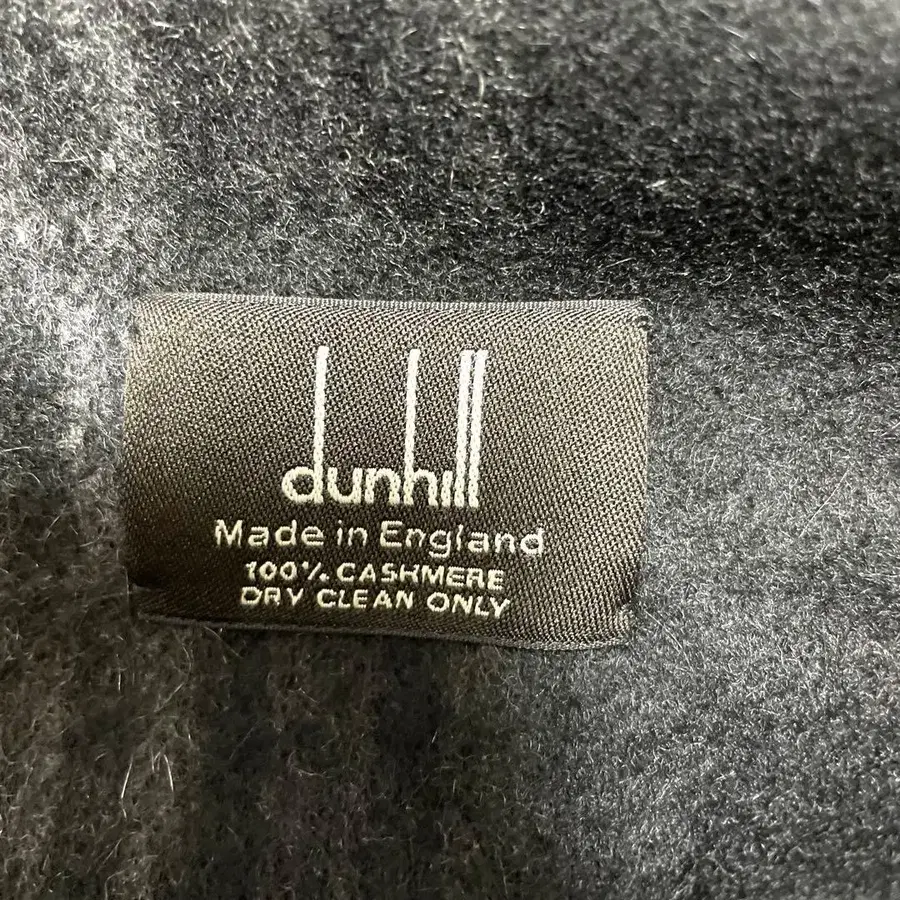 dunhill
Made in England
100% CASHMERE
DRY CLEAN ONLY